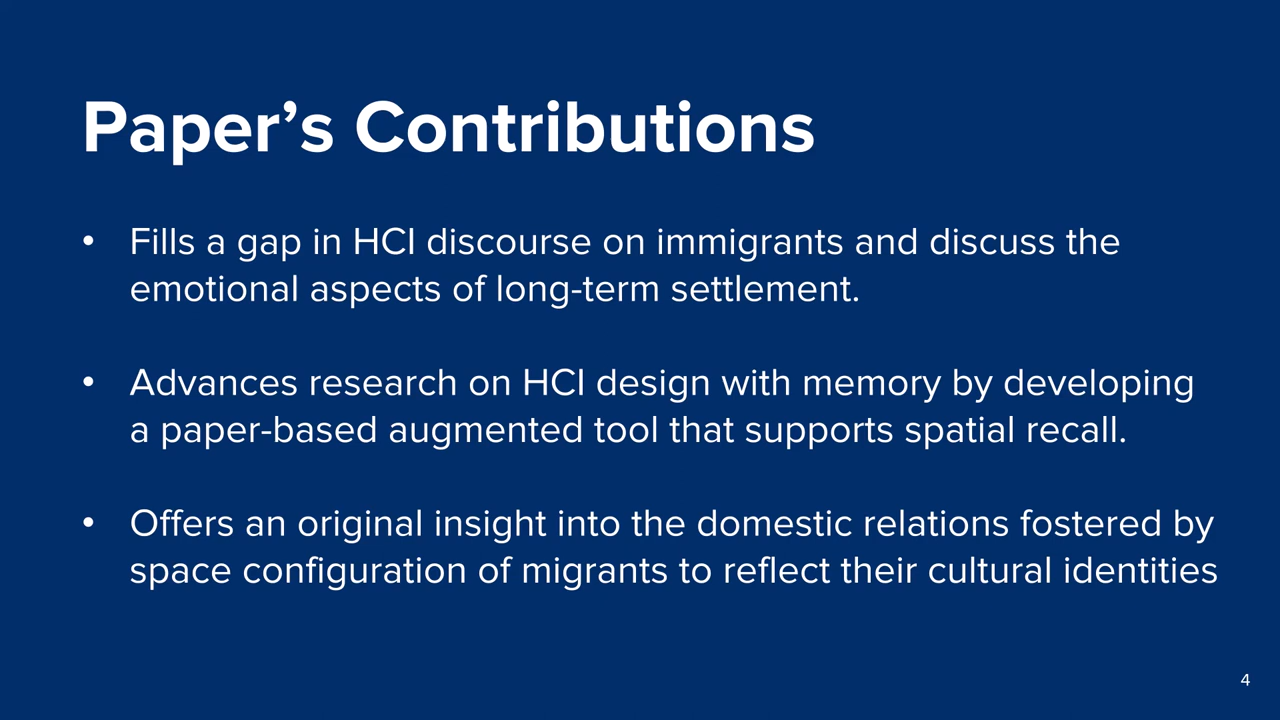 Paper’s Contributions
• Fills a gap in HCI discourse on immigrants and discuss the
emotional aspects of long-term settlement.
• Advances research on HCI design with memory by developing
a paper-based augmented tool that supports spatial recall.
• Offers an original insight into the domestic relations fostered by
space configuration of migrants to reflect their cultural identities
4